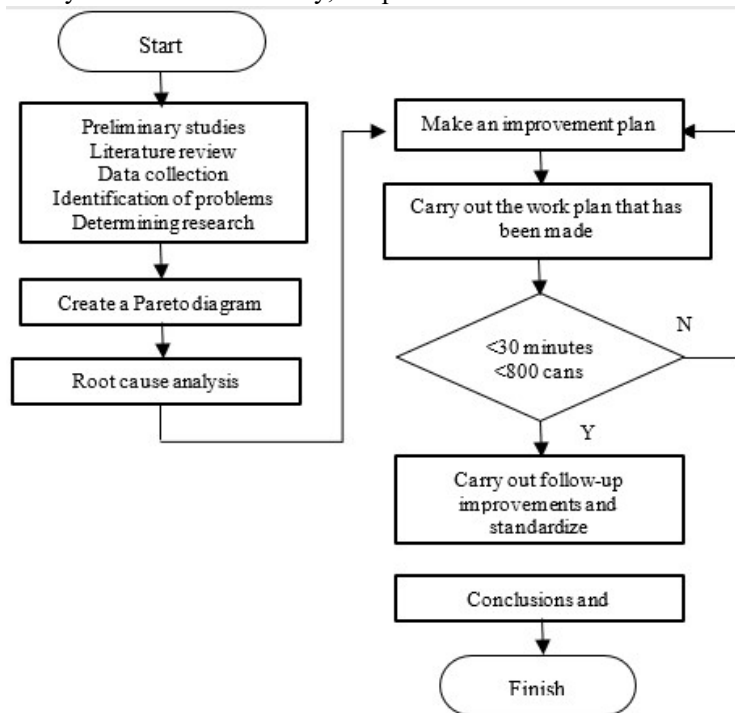 Start
Preliminary studies
Literature review
Data collection
Identification of problems
Determining research
Create a Pareto diagram
Root cause analysis
Make an improvement plan
Carry out the work plan that has
been made
<30 minutes
<800 cans
N
Y
Carry out follow-up
improvements and
standardize
Conclusions and
Finish